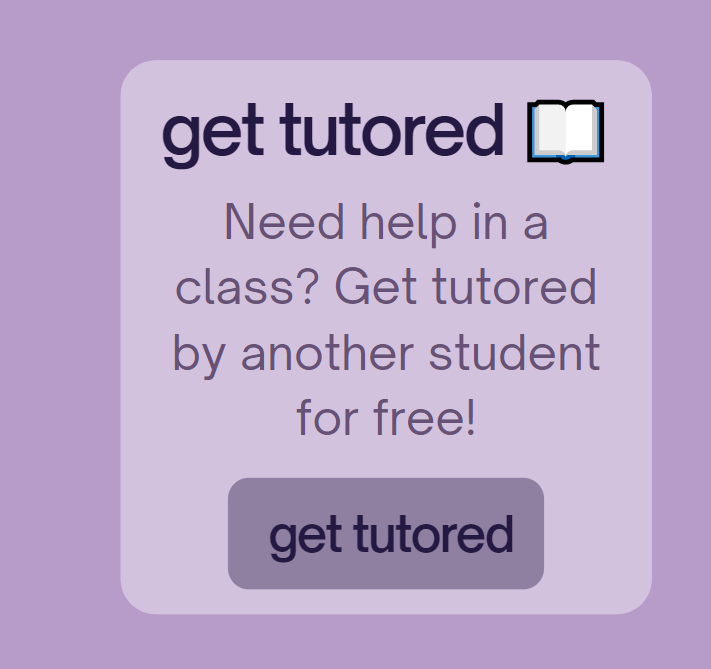 get tutored 📖
Need help in a
class? Get tutored
by another student
for free!
get tutored